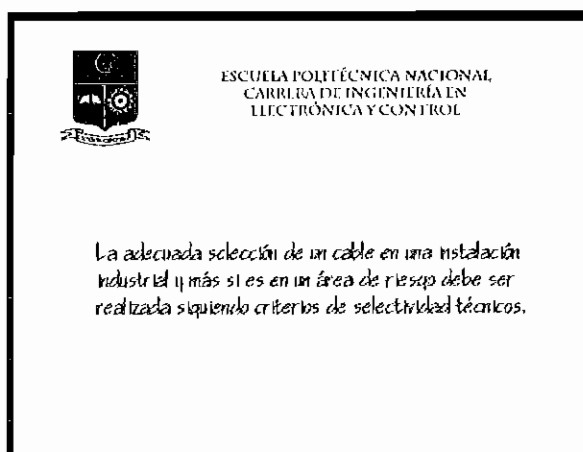 ESCUELA POLITÉCNICA NACIONAL
CARRERA DE INGENIERÍA EN
ELECTRÓNICA Y CONTROL
La adecuada selección de un cable en una instalación
industrial y más si es en un área de riesgo debe ser
realizada siguiendo criterios de selectividad técnicos.